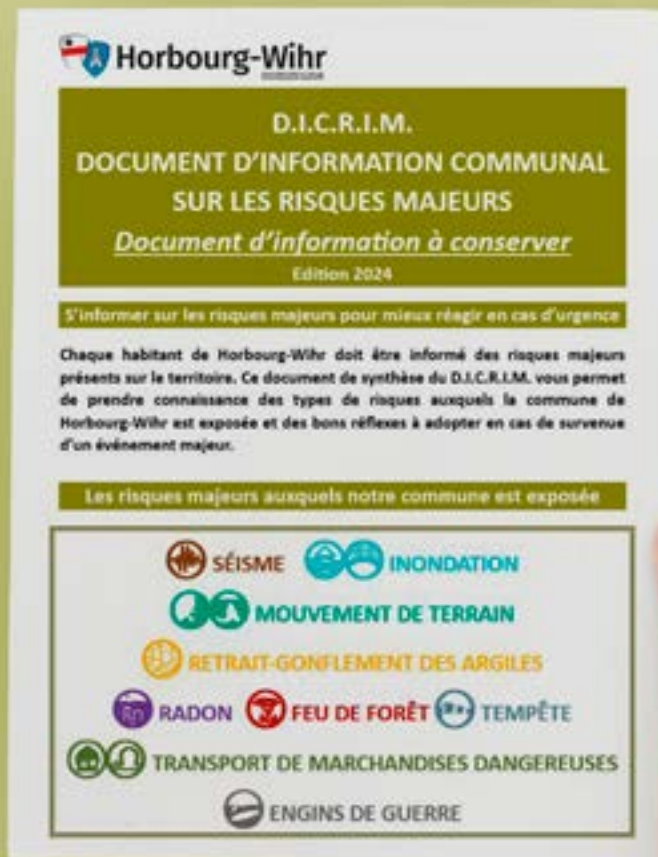 Horbourg-Wihr
D.I.C.R.I.M.
DOCUMENT D'INFORMATION COMMUNAL
SUR LES RISQUES MAJEURS
Document d'information à conserver
Edition 2024
S'informer sur les risques majeurs pour mieux réagir en cas d'urgence
Chaque habitant de Horbourg-Wihr doit être informé des risques majeurs
présents sur le territoire. Ce document de synthèse du D.I.C.R.I.M. vous permet
de prendre connaissance des types de risques auxquels la commune de
Horbourg-Wihr est exposée et des bons réflexes à adopter en cas de survenue
d'un événement majeur.
Les risques majeurs auxquels notre commune est exposée
SÉISME INONDATION
MOUVEMENT DE TERRAIN
RETRAIT-GONFLEMENT DES ARGILES
RADON FEU DE FORÊT TEMPÊTE
TRANSPORT DE MARCHANDISES DANGEREUSES
ENGINS DE GUERRE